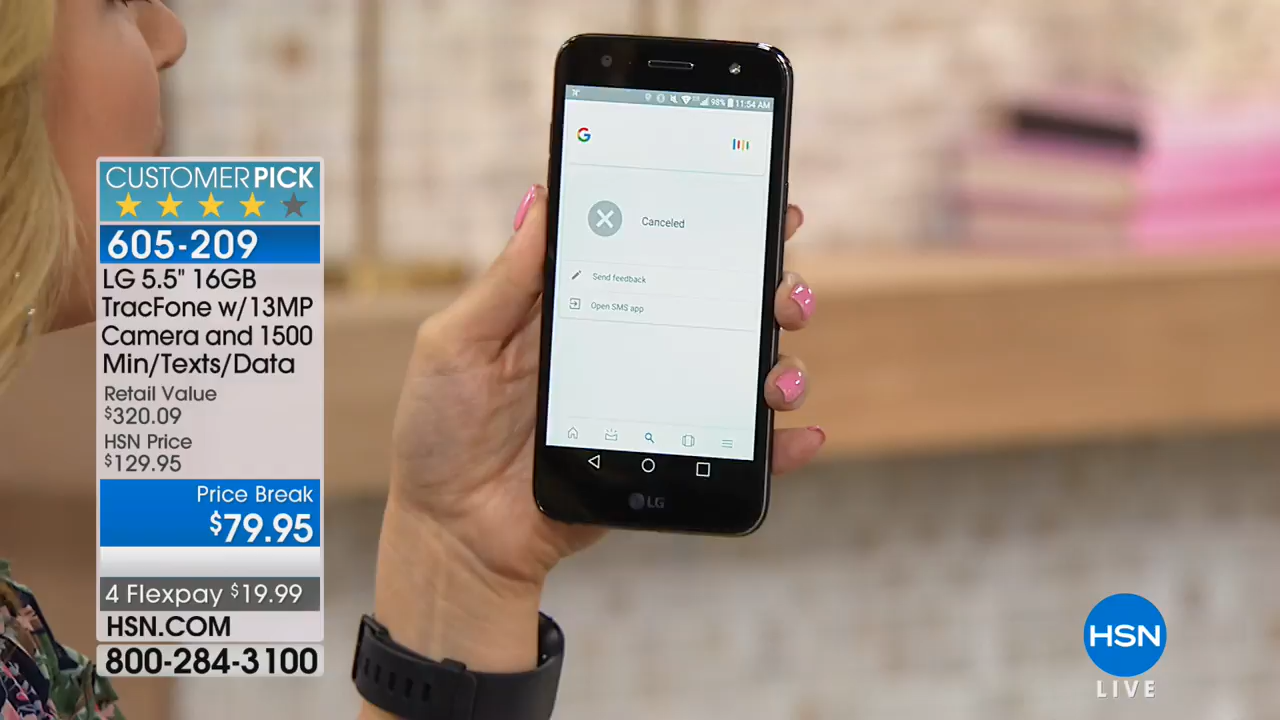 CUSTOMERPICK
605-209
LG 5.5" 16GB
TracFone w/13MP
Camera and 1500
Min/Texts/Data
Retail Value
$320.09
HSN Price
$129.95
Price Break
$79.95
4 Flexpay $19.99
HSN.COM
800-284-3100
98% 11:54 AM
G
Canceled
Send feedback
Open SMS app
LG
HSN
LIVE